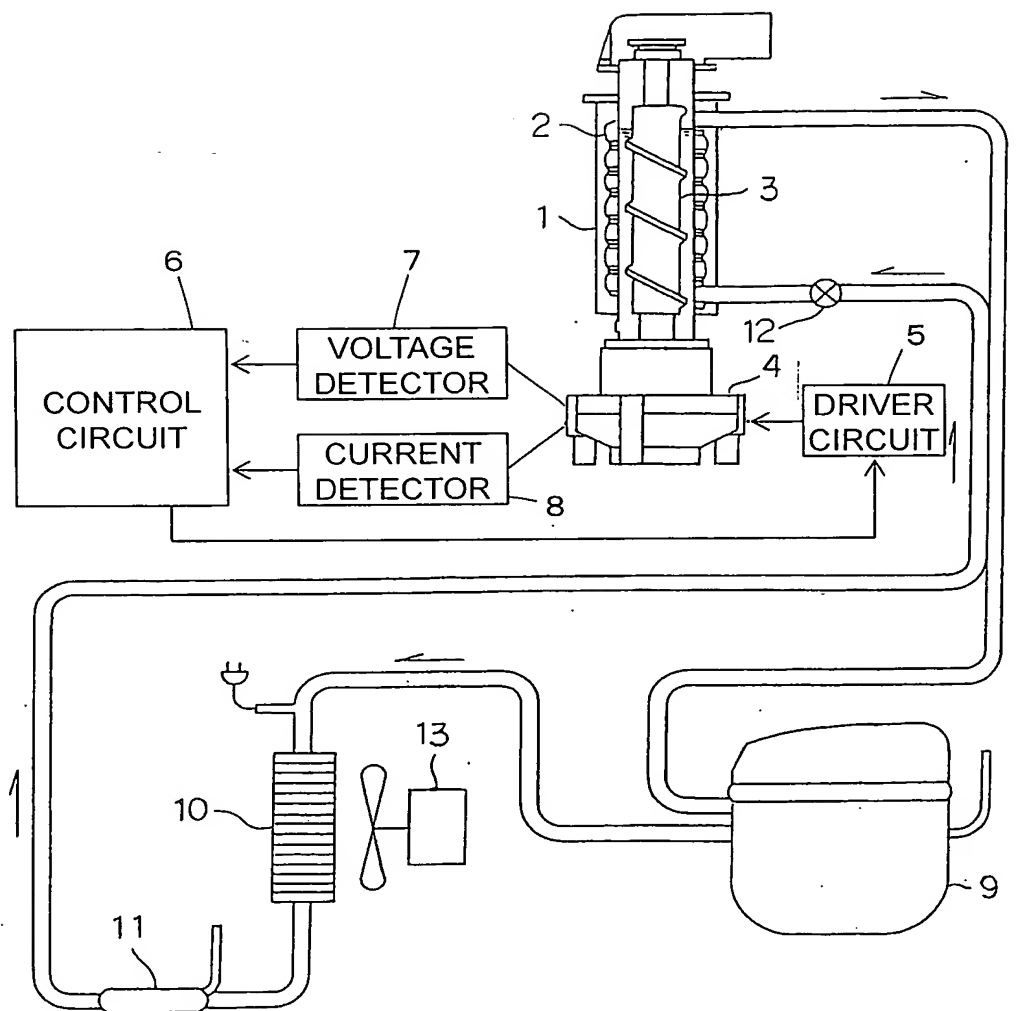 2
3
1
6
7
12
5
4
VOLTAGE
DETECTOR
CONTROL
CIRCUIT
DRIVER
CIRCUIT
CURRENT
DETECTOR
8
13
10
9
11